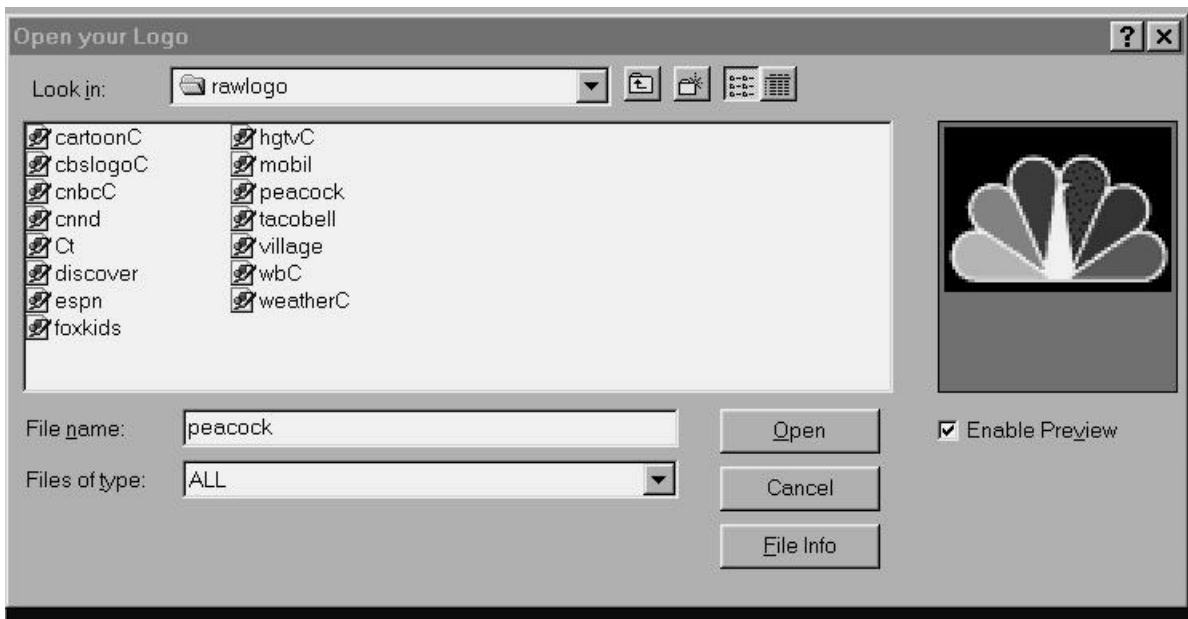 Open your Logo
Look in: rawlogo
cartoonC hgtvC
cbslogoC mobil
cnbcC peacock
cnnd tacobell
Ct village
discover wbC
espn weatherC
foxkids
File name: peacock Open Enable Preview
Files of type: ALL Cancel
File Info